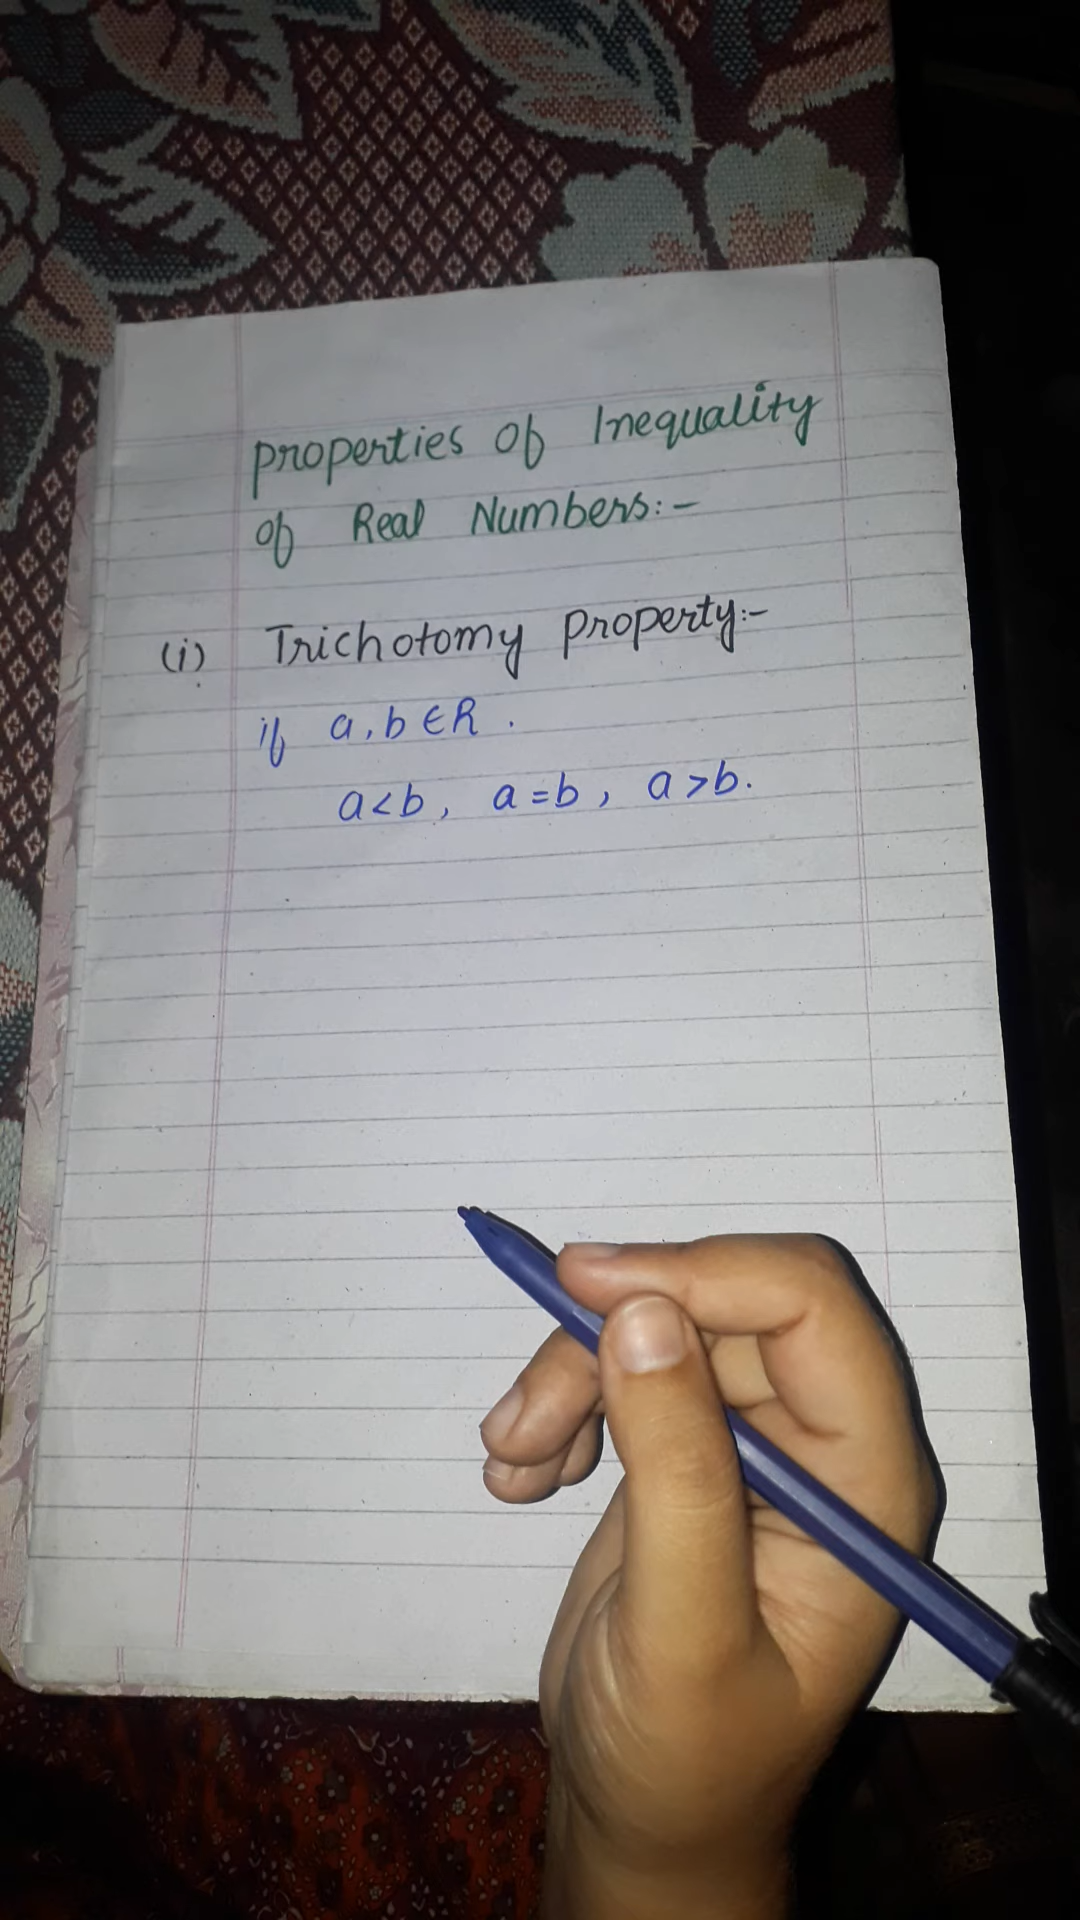 properties of Inequality
of Real Numbers:-
(i) Trichotomy property:-
if a, b ∈ R .
a < b , a = b , a > b.